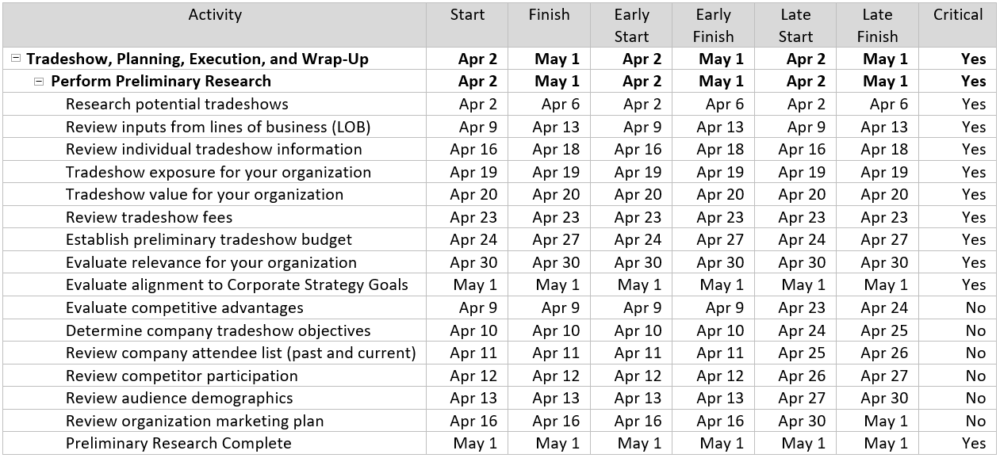 Activity Start Finish Early Start Early Finish Late Start Late Finish Critical
Tradeshow, Planning, Execution, and Wrap-Up Apr 2 May 1 Apr 2 May 1 Apr 2 May 1 Yes
Perform Preliminary Research Apr 2 May 1 Apr 2 May 1 Apr 2 May 1 Yes
Research potential tradeshows Apr 2 Apr 6 Apr 2 Apr 6 Apr 2 Apr 6 Yes
Review inputs from lines of business (LOB) Apr 9 Apr 13 Apr 9 Apr 13 Apr 9 Apr 13 Yes
Review individual tradeshow information Apr 16 Apr 18 Apr 16 Apr 18 Apr 16 Apr 18 Yes
Tradeshow exposure for your organization Apr 19 Apr 19 Apr 19 Apr 19 Apr 19 Apr 19 Yes
Tradeshow value for your organization Apr 20 Apr 20 Apr 20 Apr 20 Apr 20 Apr 20 Yes
Review tradeshow fees Apr 23 Apr 23 Apr 23 Apr 23 Apr 23 Apr 23 Yes
Establish preliminary tradeshow budget Apr 24 Apr 27 Apr 24 Apr 27 Apr 24 Apr 27 Yes
Evaluate relevance for your organization Apr 30 Apr 30 Apr 30 Apr 30 Apr 30 Apr 30 Yes
Evaluate alignment to Corporate Strategy Goals May 1 May 1 May 1 May 1 May 1 May 1 Yes
Evaluate competitive advantages Apr 9 Apr 9 Apr 9 Apr 9 Apr 23 Apr 24 No
Determine company tradeshow objectives Apr 10 Apr 10 Apr 10 Apr 10 Apr 24 Apr 25 No
Review company attendee list (past and current) Apr 11 Apr 11 Apr 11 Apr 11 Apr 25 Apr 26 No
Review competitor participation Apr 12 Apr 12 Apr 12 Apr 12 Apr 26 Apr 27 No
Review audience demographics Apr 13 Apr 13 Apr 13 Apr 13 Apr 27 Apr 30 No
Review organization marketing plan Apr 16 Apr 16 Apr 16 Apr 16 Apr 30 May 1 No
Preliminary Research Complete May 1 May 1 May 1 May 1 May 1 May 1 Yes